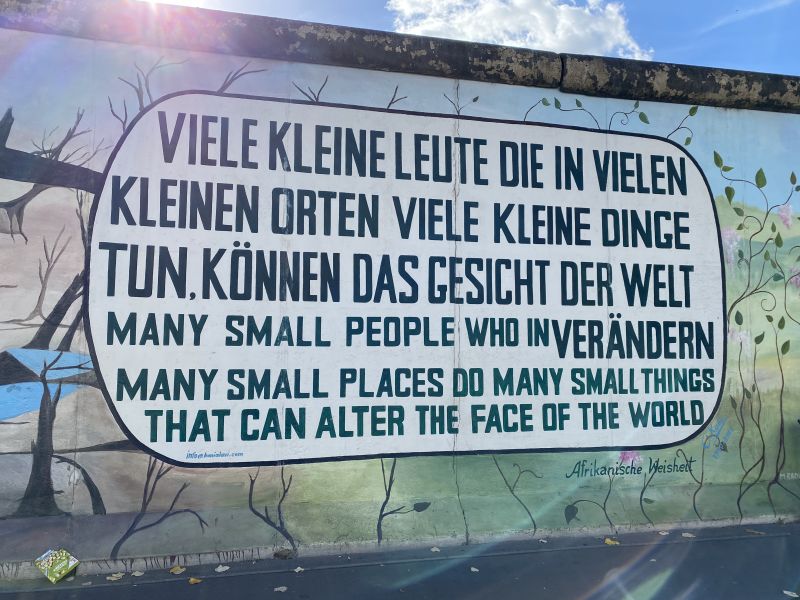 VIELE KLEINE LEUTE DIE IN VIELEN
KLEINEN ORTEN VIELE KLEINE DINGE
TUN, KÖNNEN DAS GESICHT DER WELT
VERÄNDERN
MANY SMALL PEOPLE WHO IN
MANY SMALL PLACES DO MANY SMALL THINGS
THAT CAN ALTER THE FACE OF THE WORLD
Afrikanische Weisheit